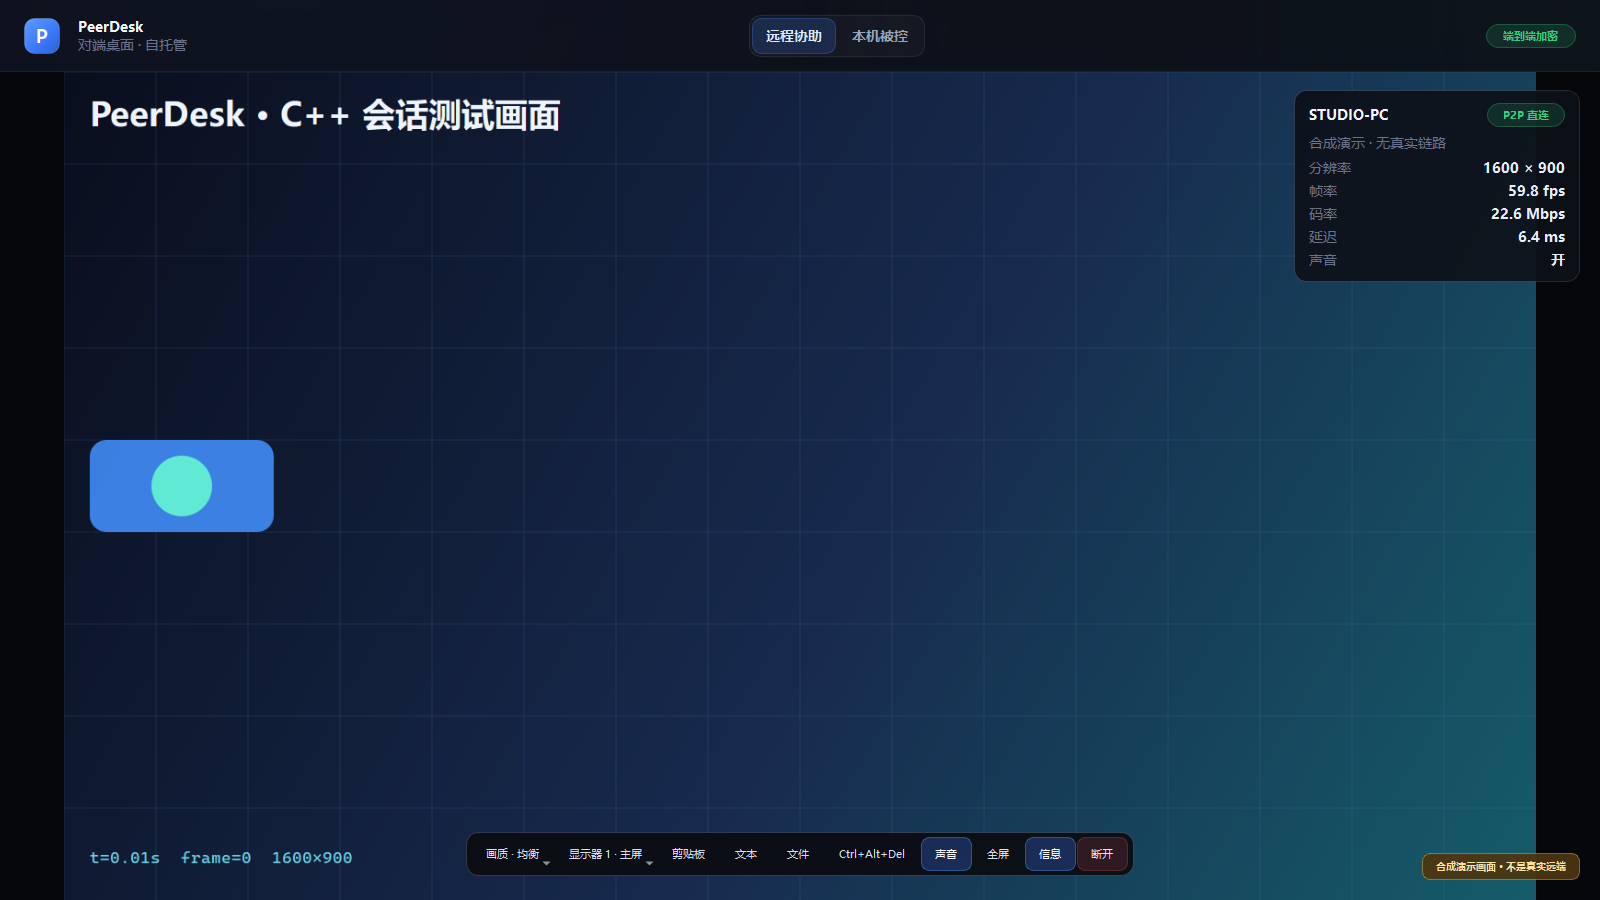 P
PeerDesk
对端桌面 · 自托管
远程协助
本机被控
端到端加密
PeerDesk • C++ 会话测试画面
STUDIO-PC
P2P 直连
合成演示 · 无真实链路
分辨率 1600 × 900
帧率 59.8 fps
码率 22.6 Mbps
延迟 6.4 ms
声音 开
t=0.01s frame=0 1600×900
画质 · 均衡
显示器 1 · 主屏
剪贴板
文本
文件
Ctrl+Alt+Del
声音
全屏
信息
断开
合成演示画面 • 不是真实远端